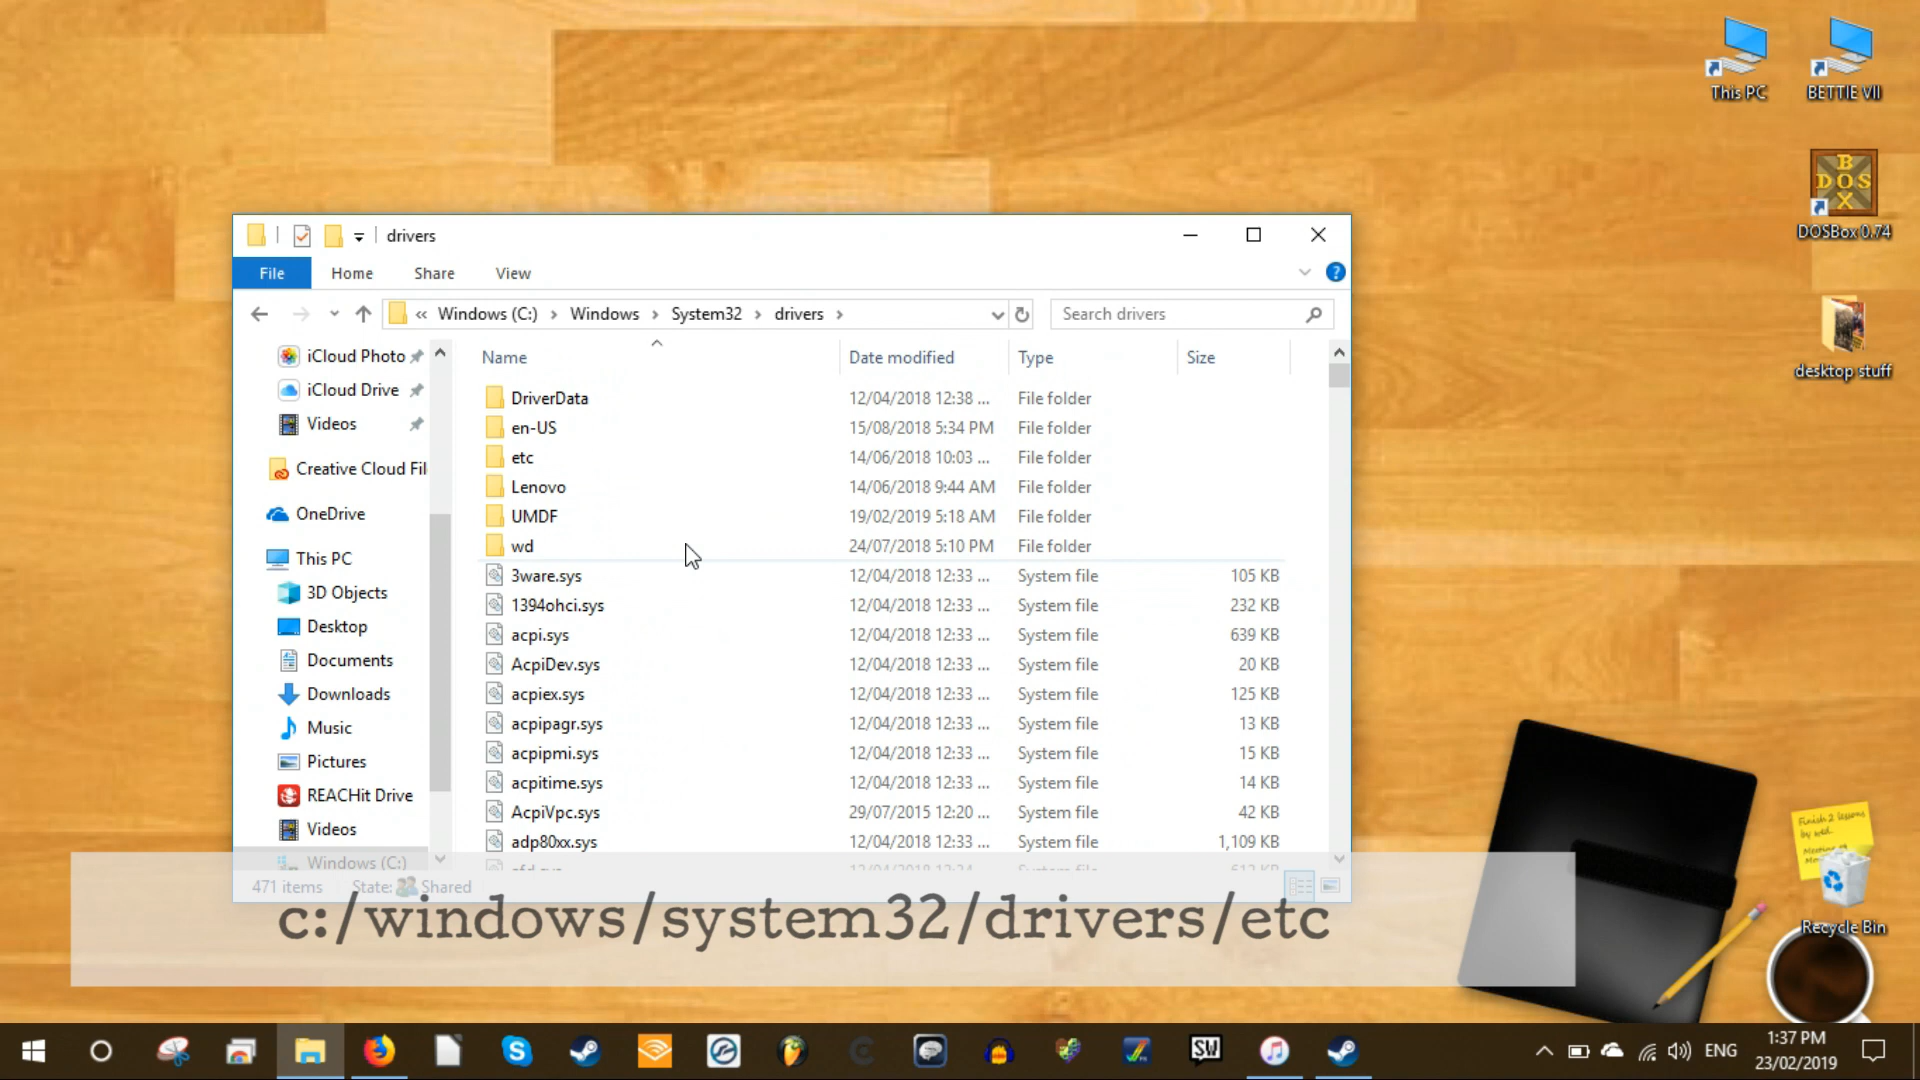 This PC
BETTIE VII
DOSBox 0.74
desktop stuff
drivers
File Home Share View
« Windows (C:) > Windows > System32 > drivers >
Search drivers
iCloud Photo
iCloud Drive
Videos
Creative Cloud Fil
OneDrive
This PC
3D Objects
Desktop
Documents
Downloads
Music
Pictures
REACHit Drive
Videos
Windows (C:)
Name Date modified Type Size
DriverData 12/04/2018 12:38 ... File folder
en-US 15/08/2018 5:34 PM File folder
etc 14/06/2018 10:03 ... File folder
Lenovo 14/06/2018 9:44 AM File folder
UMDF 19/02/2019 5:18 AM File folder
wd 24/07/2018 5:10 PM File folder
3ware.sys 12/04/2018 12:33 ... System file 105 KB
1394ohci.sys 12/04/2018 12:33 ... System file 232 KB
acpi.sys 12/04/2018 12:33 ... System file 639 KB
AcpiDev.sys 12/04/2018 12:33 ... System file 20 KB
acpiex.sys 12/04/2018 12:33 ... System file 125 KB
acpipagr.sys 12/04/2018 12:33 ... System file 13 KB
acpipmi.sys 12/04/2018 12:33 ... System file 15 KB
acpitime.sys 12/04/2018 12:33 ... System file 14 KB
AcpiVpc.sys 29/07/2015 12:20 ... System file 42 KB
adp80xx.sys 12/04/2018 12:33 ... System file 1,109 KB
471 items State: Shared
c:/windows/system32/drivers/etc
Finish 2 lessons
by wed.
Recycle Bin
SW
ENG
1:37 PM
23/02/2019